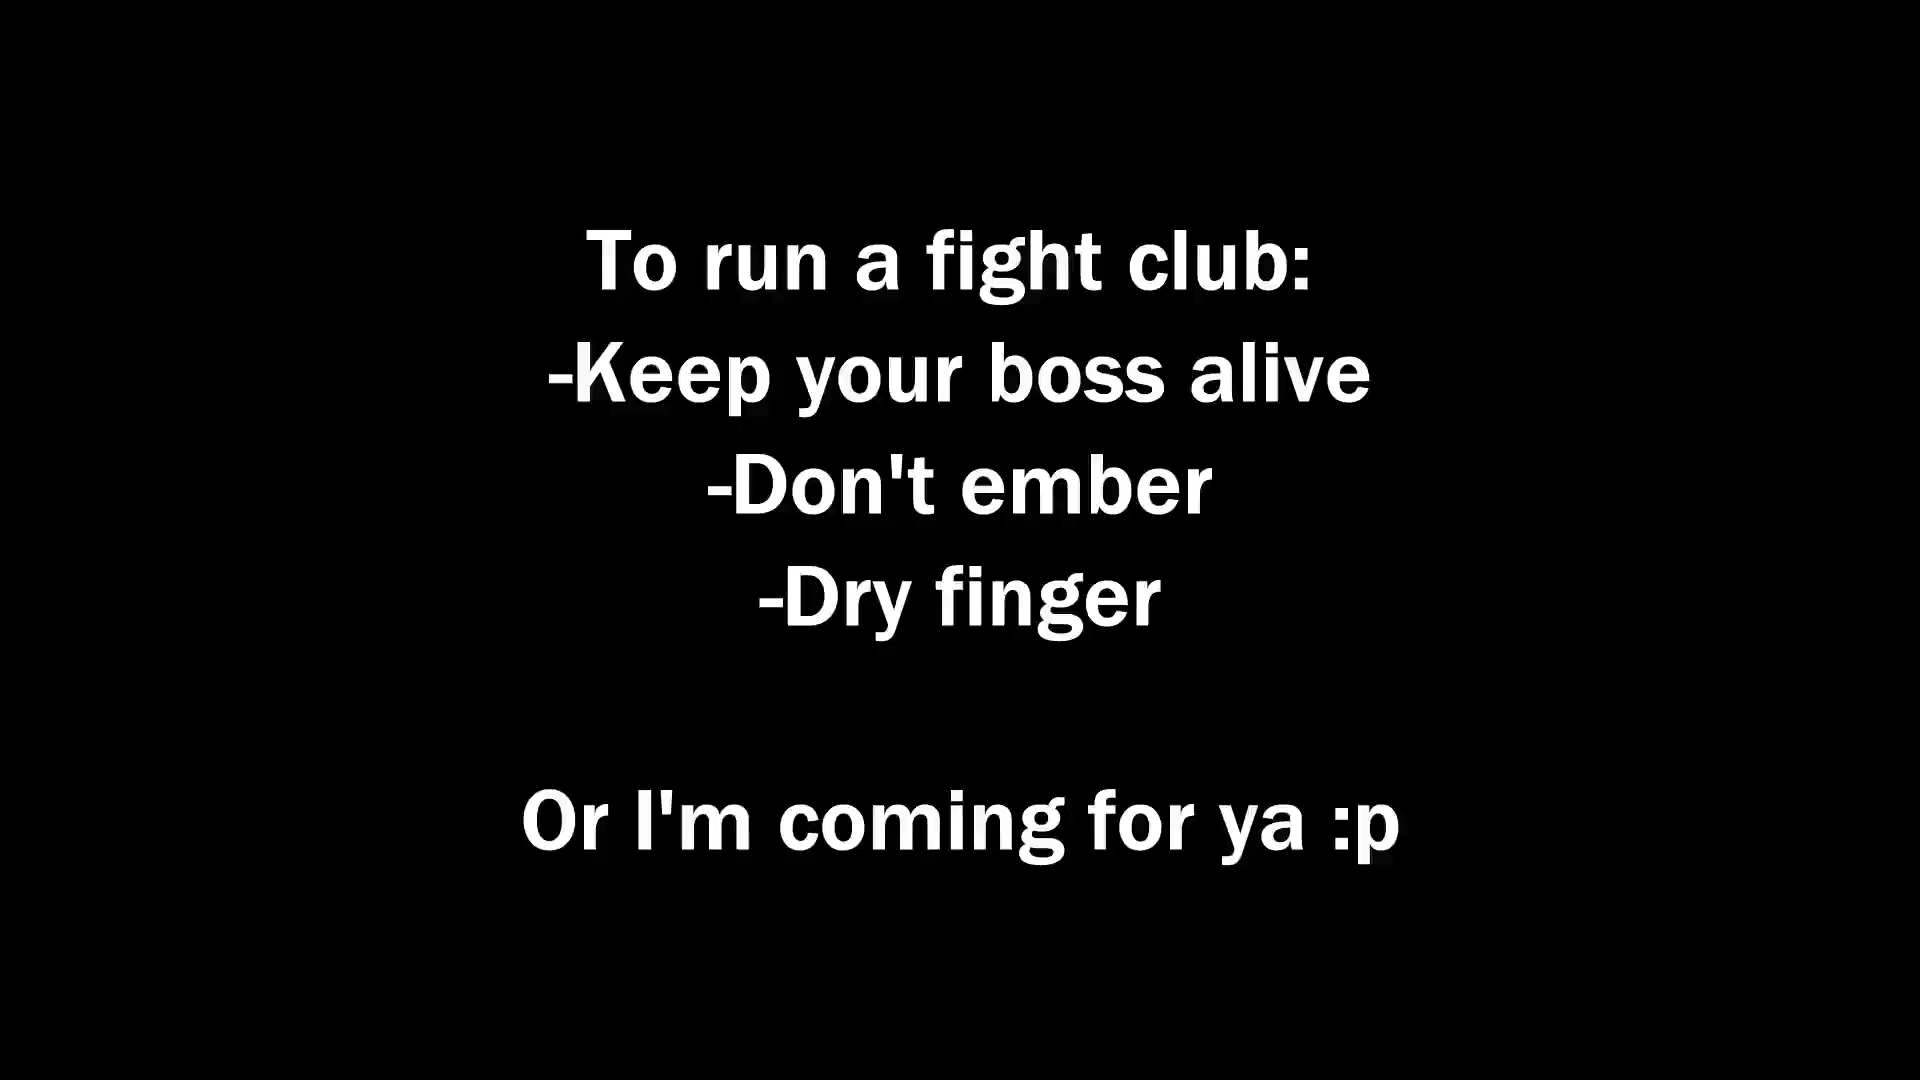 To run a fight club:
-Keep your boss alive
-Don't ember
-Dry finger
Or I'm coming for ya :p